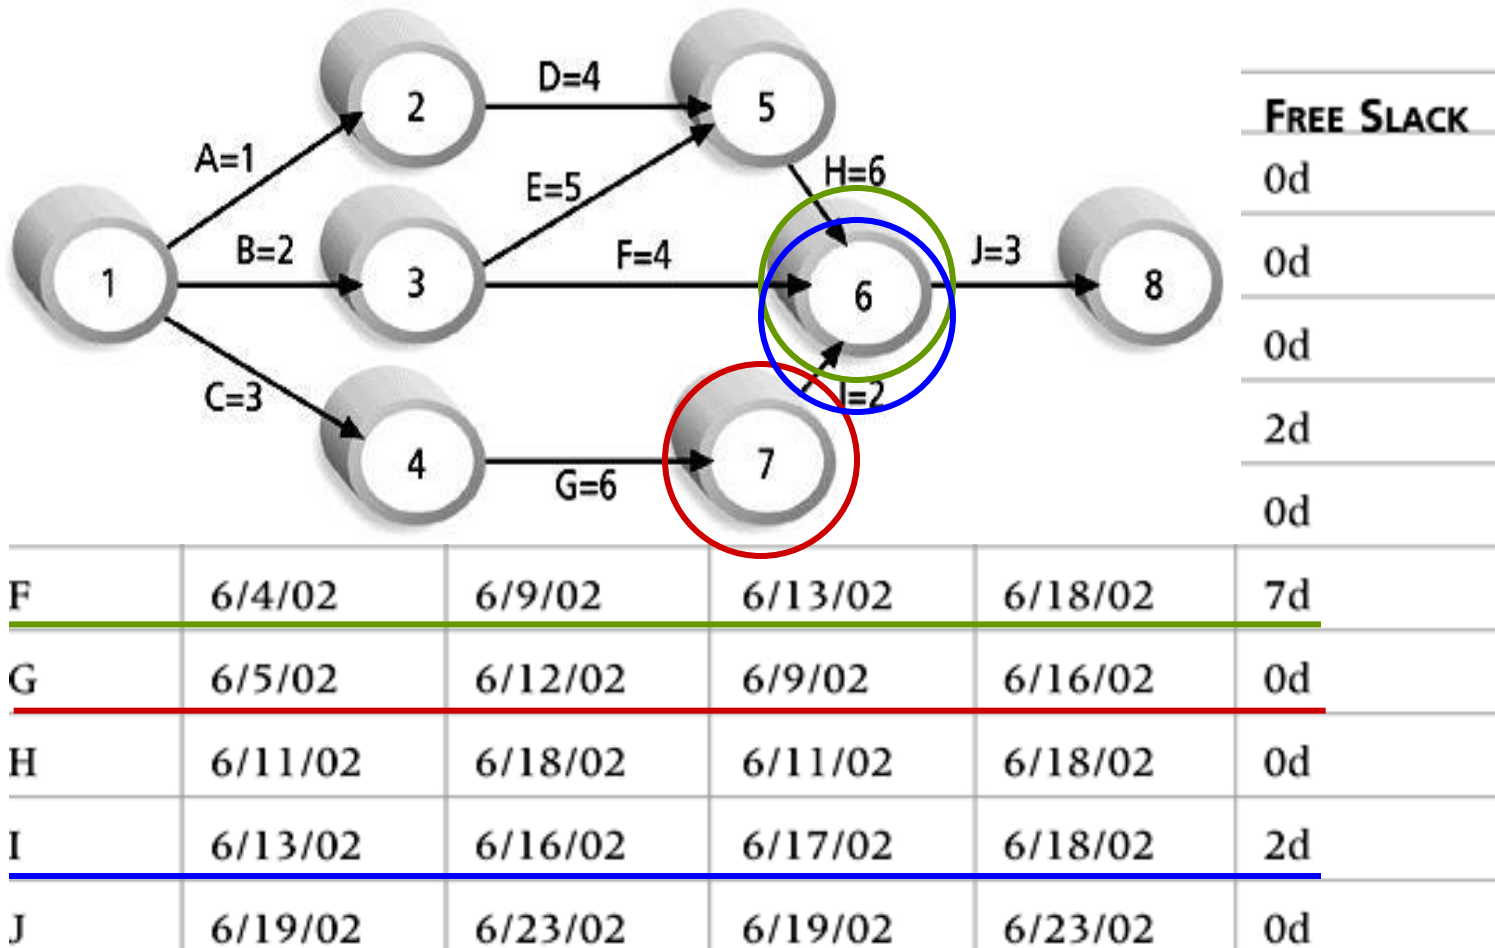 D=4
2
5
FREE SLACK
A=1
H=6
0d
E=5
B=2
F=4
J=3
0d
1
3
6
8
0d
C=3
I=2
2d
4
7
G=6
0d
F 6/4/02 6/9/02 6/13/02 6/18/02 7d
G 6/5/02 6/12/02 6/9/02 6/16/02 0d
H 6/11/02 6/18/02 6/11/02 6/18/02 0d
I 6/13/02 6/16/02 6/17/02 6/18/02 2d
J 6/19/02 6/23/02 6/19/02 6/23/02 0d